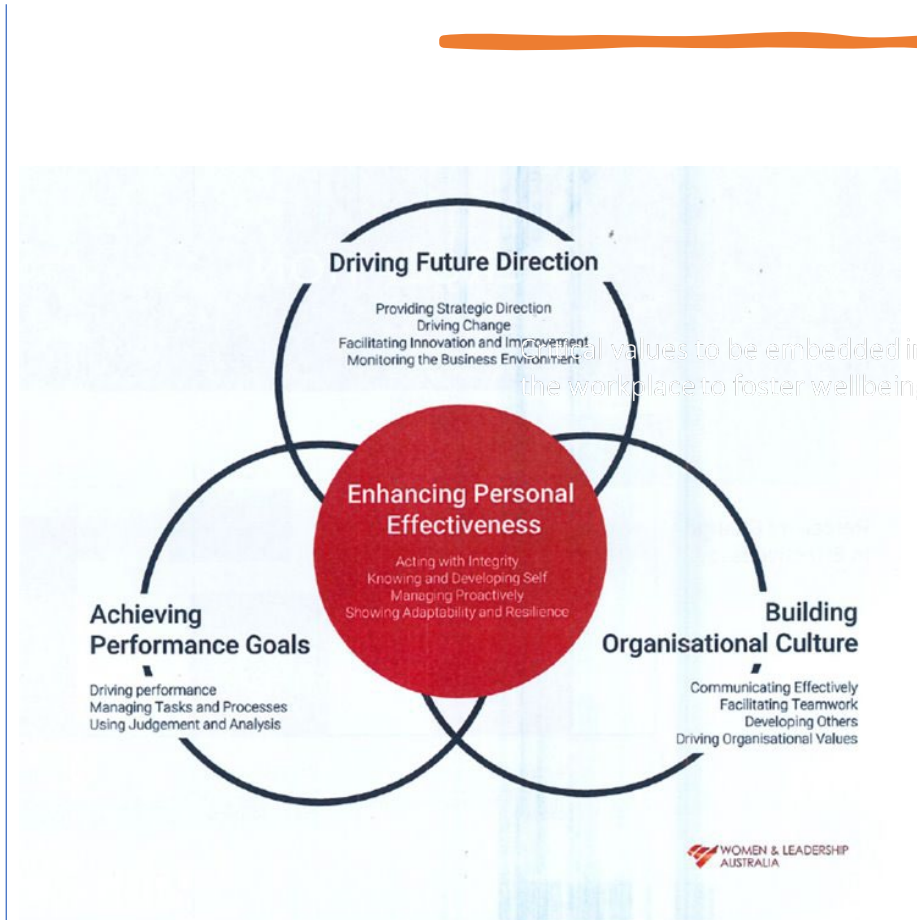 Driving Future Direction
Providing Strategic Direction
Driving Change
Facilitating Innovation and Improvement
Monitoring the Business Environment
values to be embedded
the workplace to foster
Enhancing Personal
Effectiveness
Acting with Integrity
Knowing and Developing Self
Managing Proactively
Showing Adaptability and Resilience
Achieving
Performance Goals
Driving performance
Managing Tasks and Processes
Using Judgement and Analysis
Building
Organisational Culture
Communicating Effectively
Facilitating Teamwork
Developing Others
Driving Organisational Values
WOMEN & LEADERSHIP
AUSTRALIA